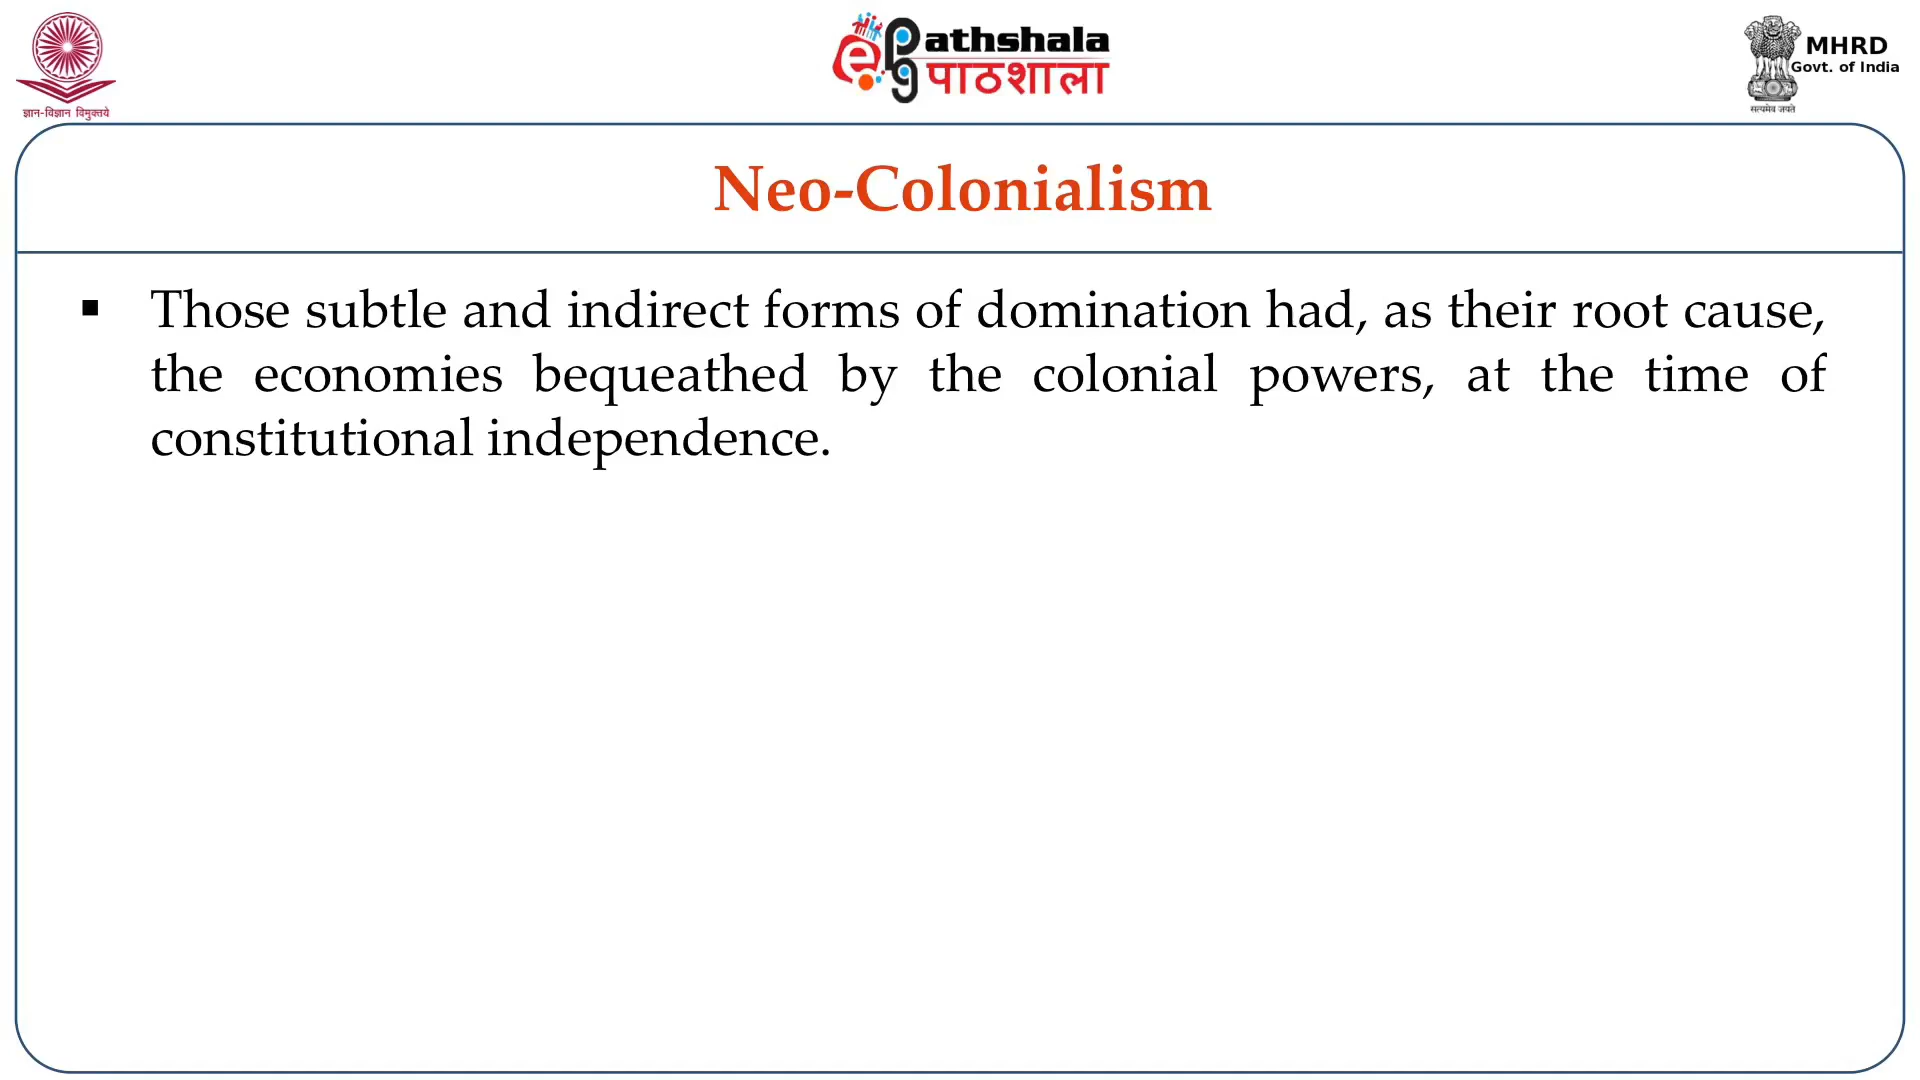 ज्ञान-विज्ञान विमुक्तये
e PG Pathshala
पाठशाला
MHRD
Govt. of India
सत्यमेव जयते
Neo-Colonialism
▪ Those subtle and indirect forms of domination had, as their root cause,
the economies bequeathed by the colonial powers, at the time of
constitutional independence.